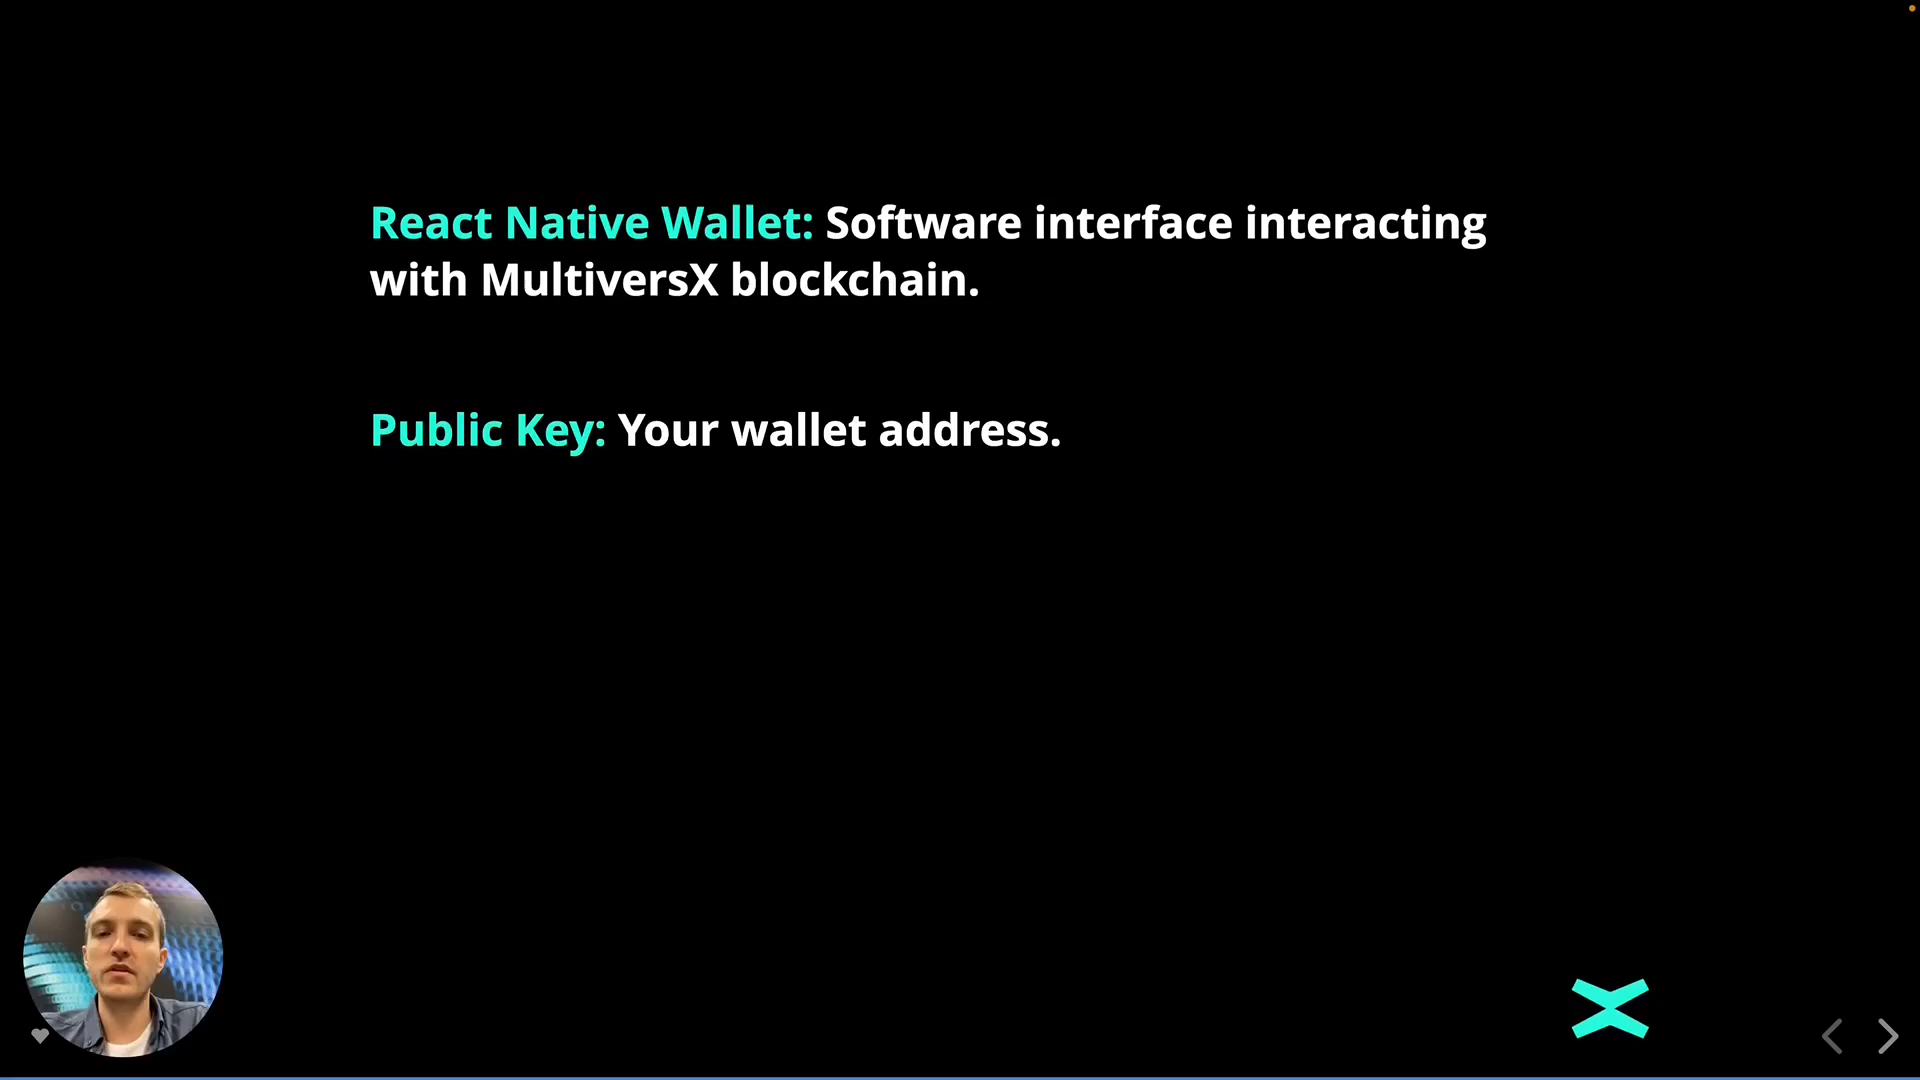 React Native Wallet: Software interface interacting
with MultiversX blockchain.
Public Key: Your wallet address.